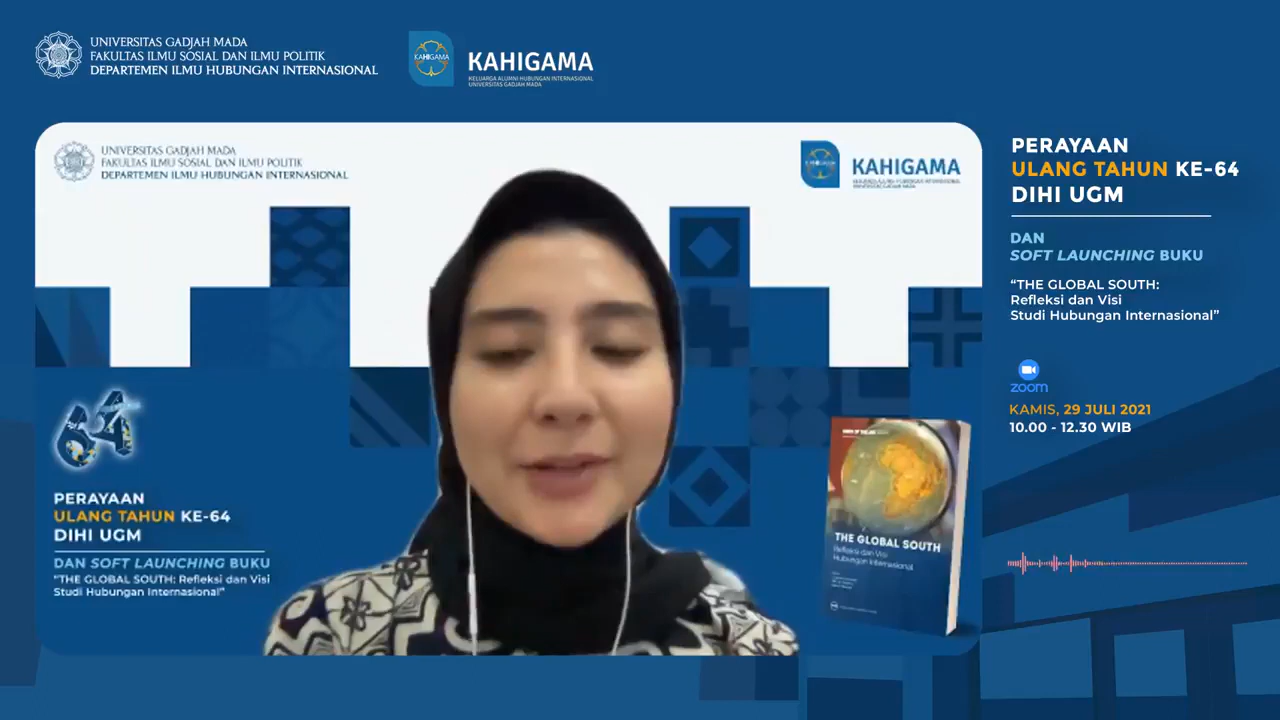 UNIVERSITAS GADJAH MADA
FAKULTAS ILMU SOSIAL DAN ILMU POLITIK
DEPARTEMEN ILMU HUBUNGAN INTERNASIONAL
KAHIGAMA
KAHIGAMA
KELUARGA ALUMNI HUBUNGAN INTERNASIONAL
UNIVERSITAS GADJAH MADA
UNIVERSITAS GADJAH MADA
FAKULTAS ILMU SOSIAL DAN ILMU POLITIK
DEPARTEMEN ILMU HUBUNGAN INTERNASIONAL
KAHIGAMA
64
PERAYAAN
ULANG TAHUN KE-64
DIHI UGM
DAN SOFT LAUNCHING BUKU
"THE GLOBAL SOUTH: Refleksi dan Visi
Studi Hubungan Internasional"
THE GLOBAL SOUTH
Refleksi dan Visi
Hubungan Internasional
PERAYAAN
ULANG TAHUN KE-64
DIHI UGM
DAN
SOFT LAUNCHING BUKU
“THE GLOBAL SOUTH:
Refleksi dan Visi
Studi Hubungan Internasional”
zoom
KAMIS, 29 JULI 2021
10.00 - 12.30 WIB